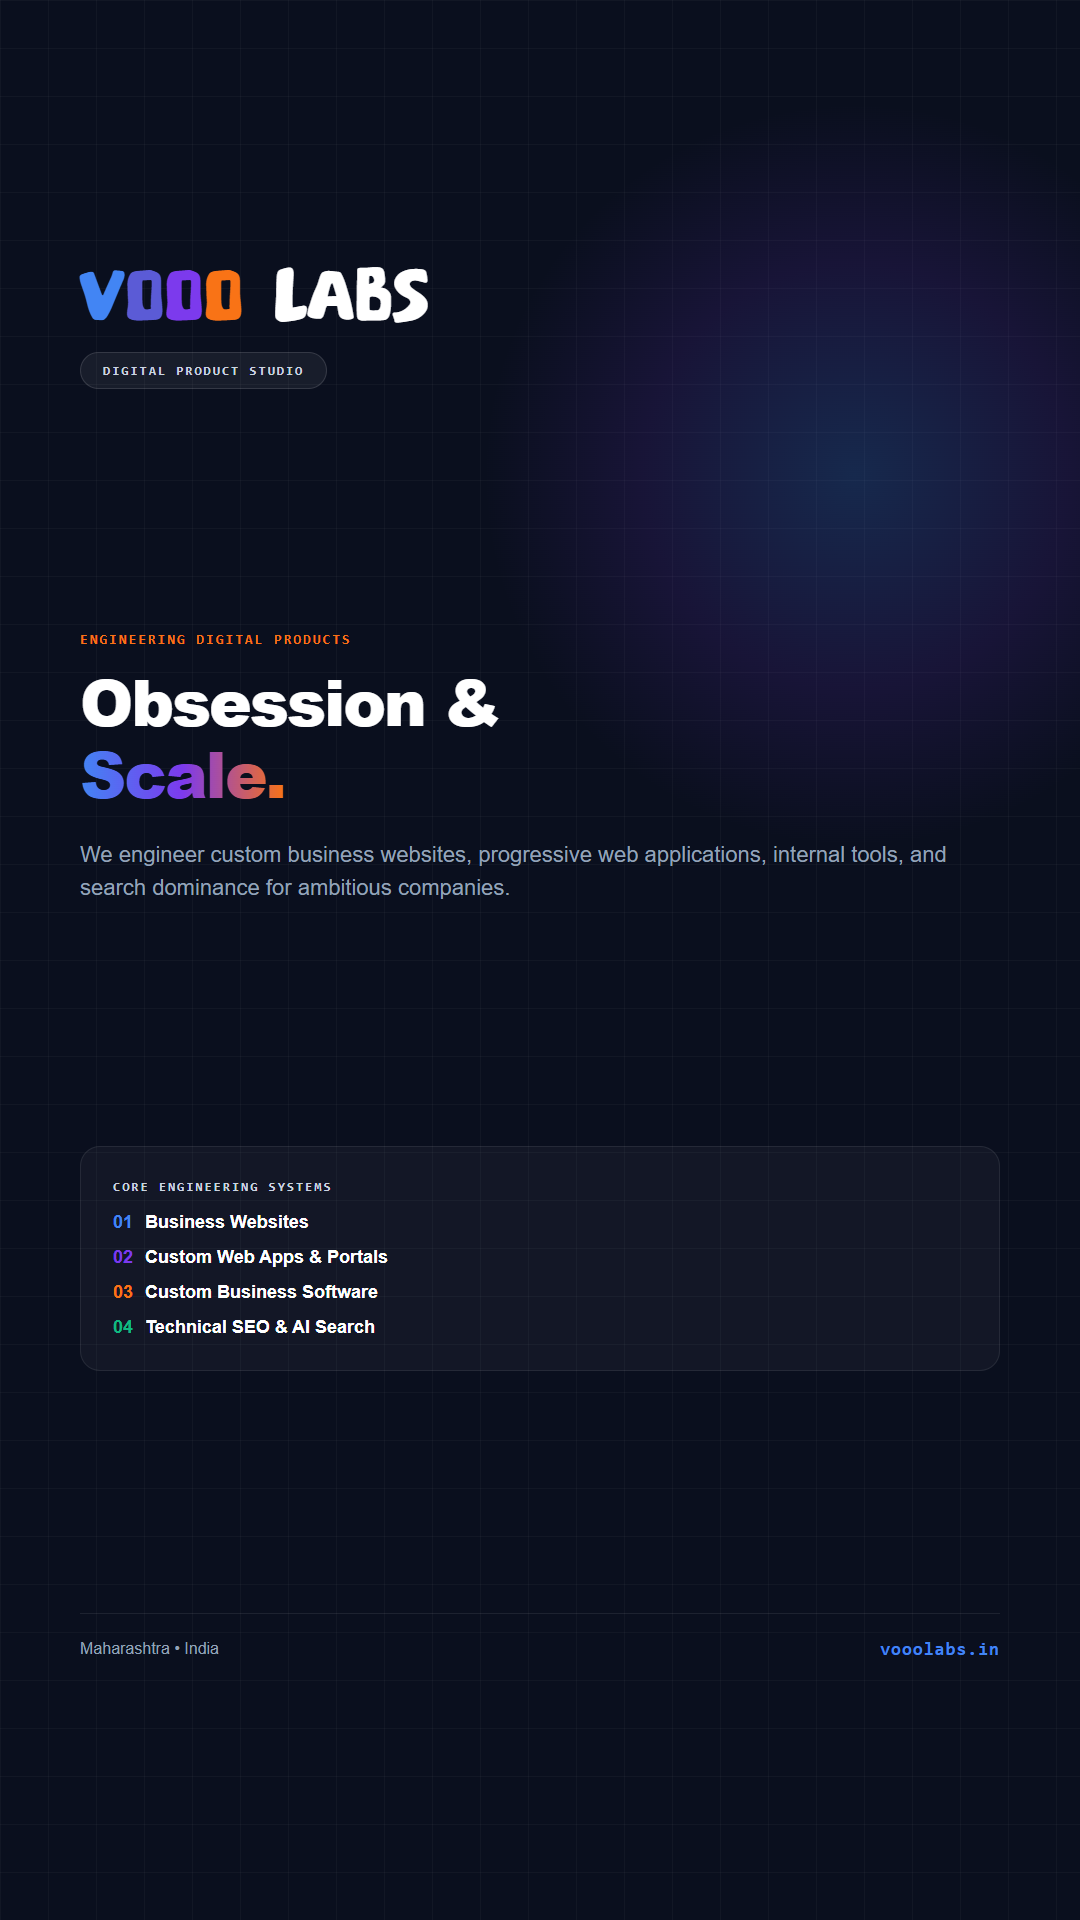 VOOO LABS
DIGITAL PRODUCT STUDIO
ENGINEERING DIGITAL PRODUCTS
Obsession &
Scale.
We engineer custom business websites, progressive web applications, internal tools, and
search dominance for ambitious companies.
CORE ENGINEERING SYSTEMS
01 Business Websites
02 Custom Web Apps & Portals
03 Custom Business Software
04 Technical SEO & AI Search
Maharashtra • India
vooolabs.in